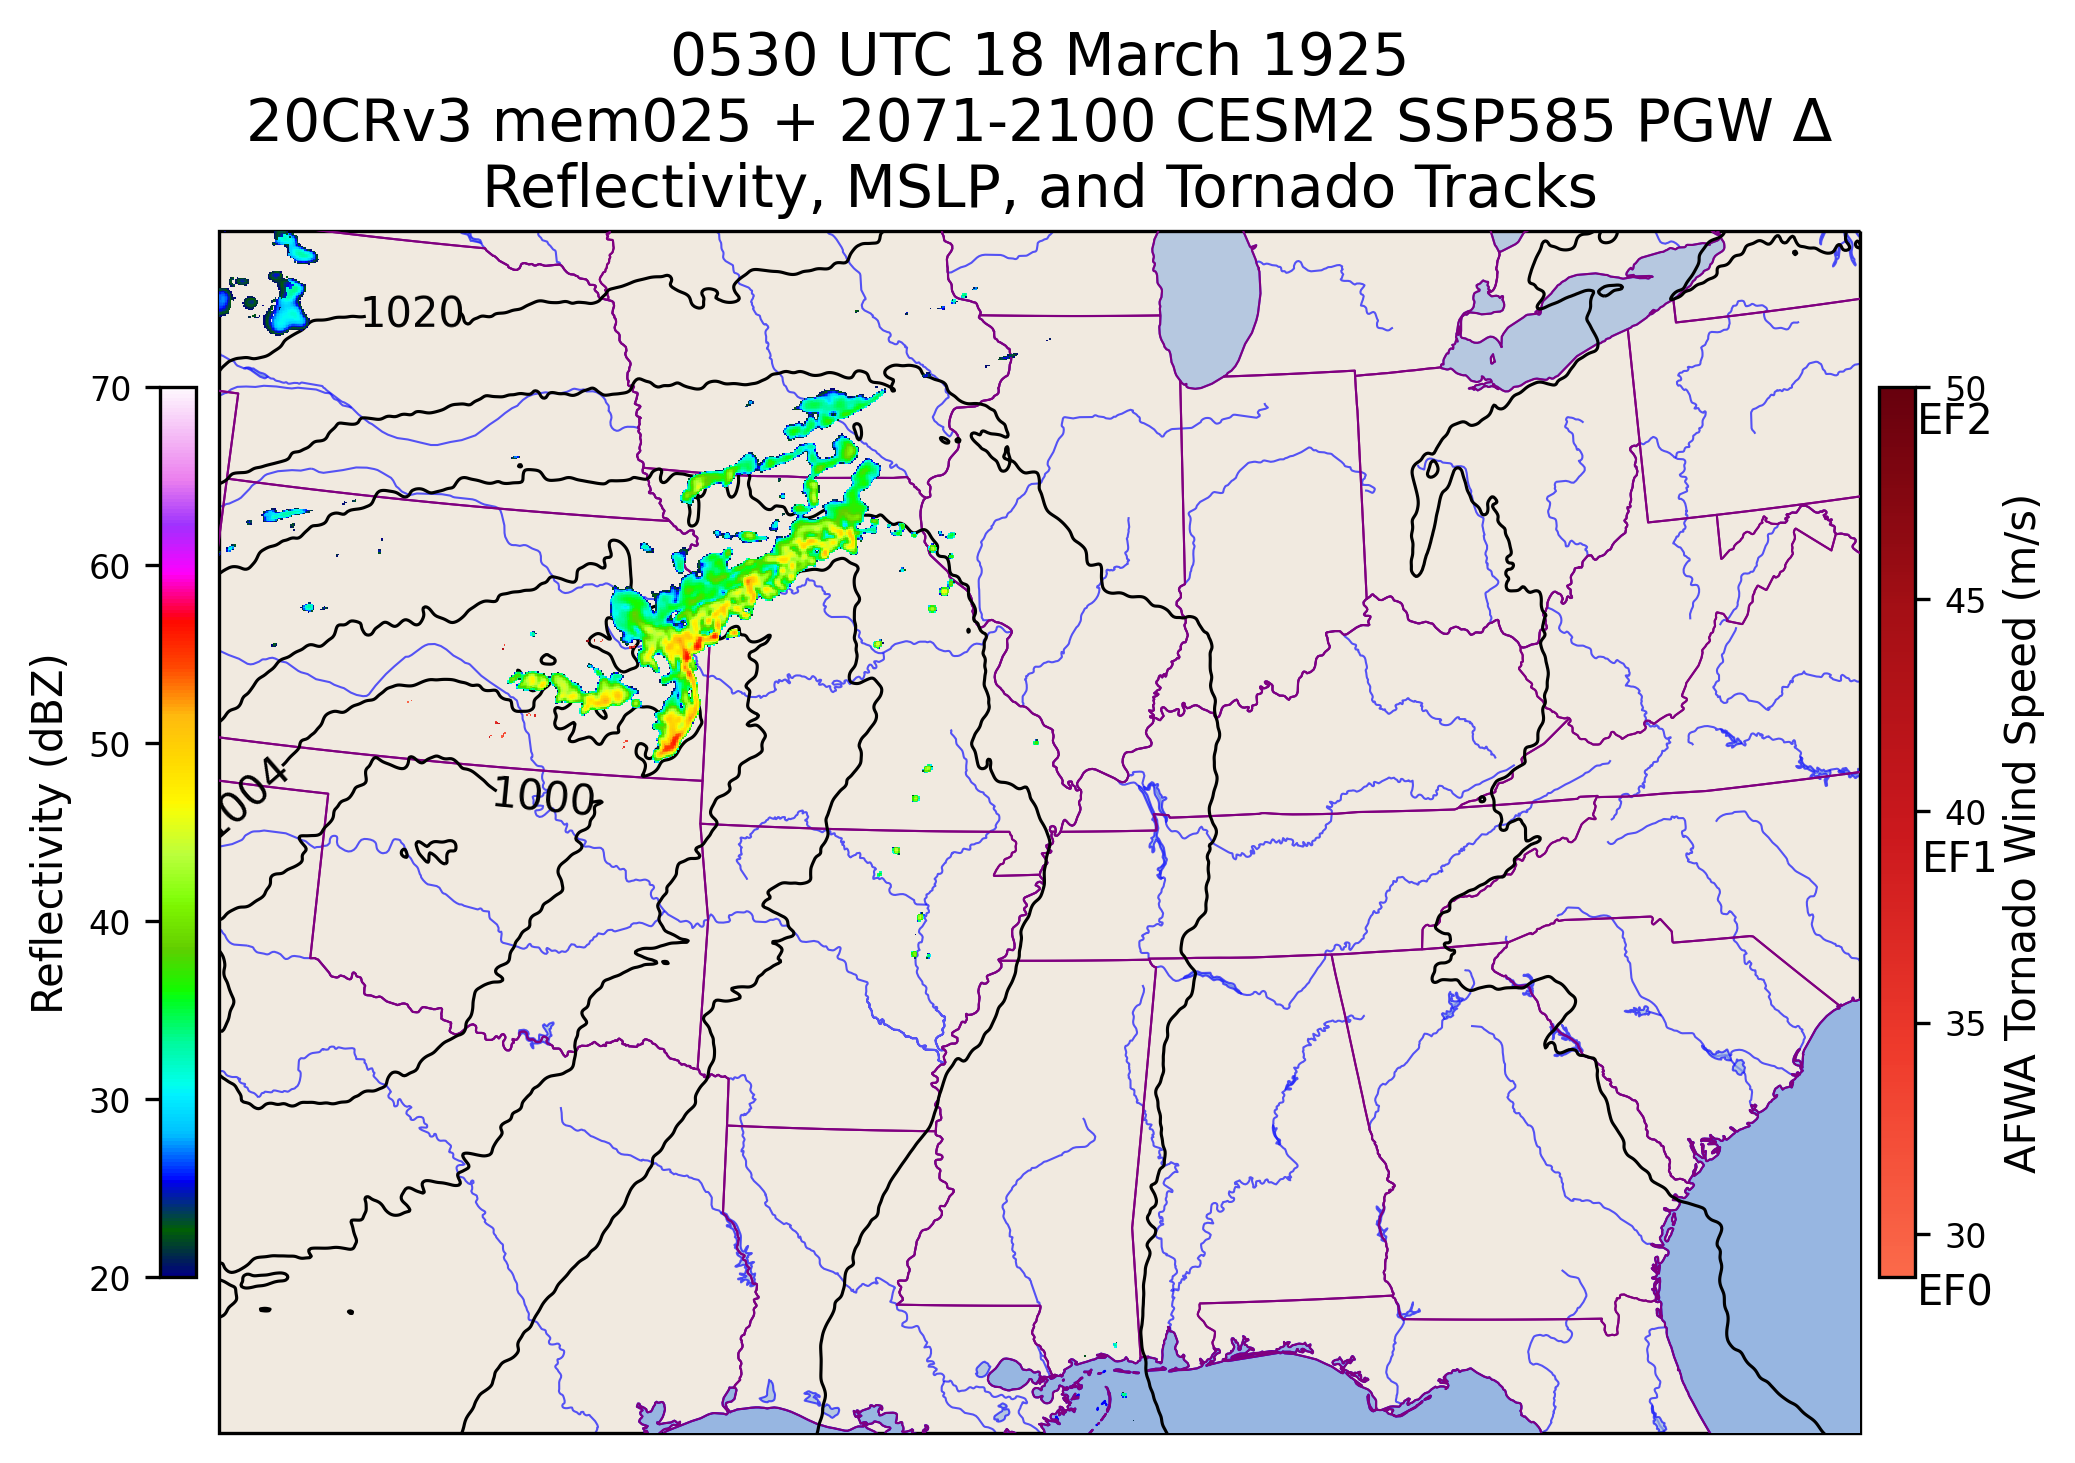 0530 UTC 18 March 1925
20CRv3 mem025 + 2071-2100 CESM2 SSP585 PGW Δ
Reflectivity, MSLP, and Tornado Tracks
Reflectivity (dBZ)
70
60
50
40
30
20
1020
1004
1000
50
EF2
45
40
EF1
35
30
EF0
AFWA Tornado Wind Speed (m/s)